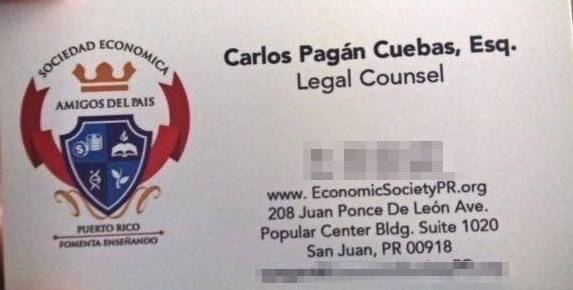 SOCIEDAD ECONOMICA
AMIGOS DEL PAIS
PUERTO RICO
FOMENTA ENSEÑANDO
Carlos Pagán Cuebas, Esq.
Legal Counsel
www. EconomicSocietyPR.org
208 Juan Ponce De León Ave.
Popular Center Bldg. Suite 1020
San Juan, PR 00918